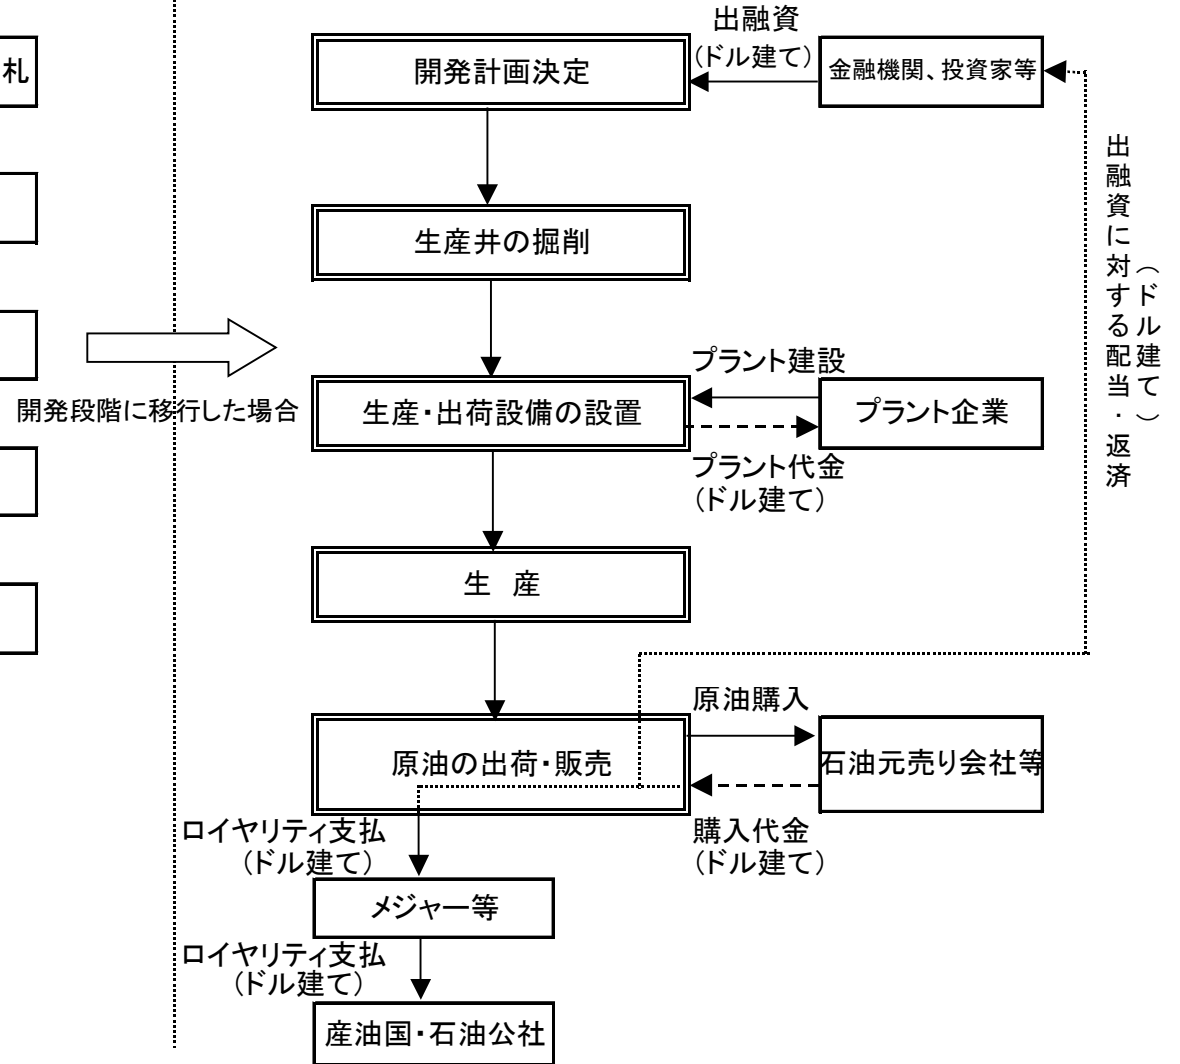 札
出融資
(ドル建て)
開発計画決定
金融機関、投資家等
生産井の掘削
出融資に対する配当・返済
(ドル建て)
開発段階に移行した場合
プラント建設
生産・出荷設備の設置
プラント企業
プラント代金
(ドル建て)
生　産
原油購入
原油の出荷・販売
石油元売り会社等
購入代金
(ドル建て)
ロイヤリティ支払
(ドル建て)
メジャー等
ロイヤリティ支払
(ドル建て)
産油国・石油公社